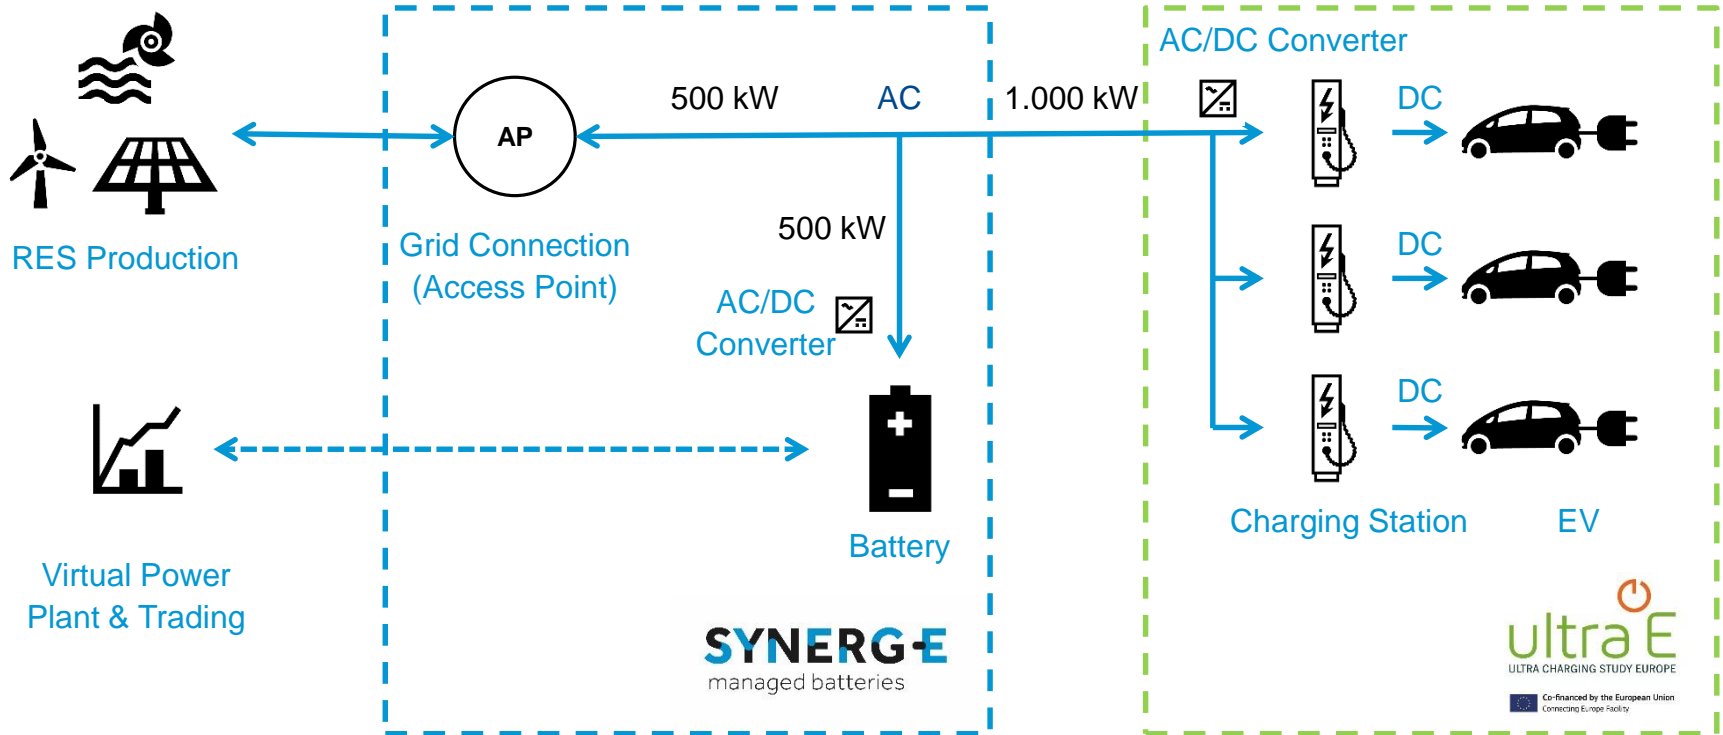 AC/DC Converter
500 kW
AC
1.000 kW
DC
AP
RES Production
Grid Connection
(Access Point)
500 kW
DC
AC/DC
Converter
DC
Battery
Charging Station
EV
Virtual Power
Plant & Trading
SYNERG-E
managed batteries
ultra E
ULTRA CHARGING STUDY EUROPE
Co-financed by the European Union
Connecting Europe Facility